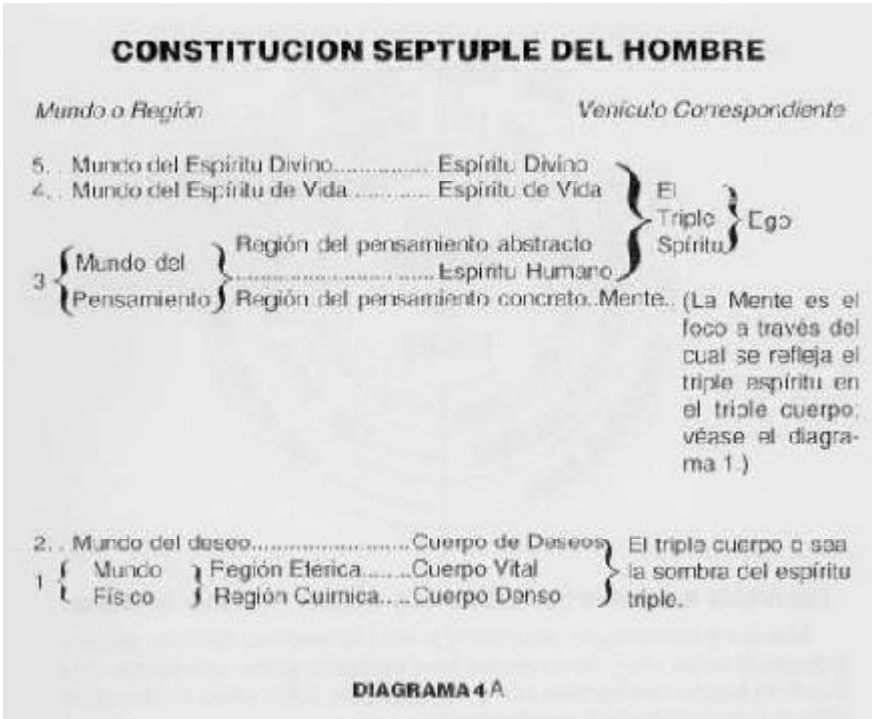 CONSTITUCION SEPTUPLE DEL HOMBRE
Mundo o Región Vehículo Correspondiente
5. . Mundo del Espíritu Divino............... Espíritu Divino
4. . Mundo del Espíritu de Vida ............ Espíritu de Vida
El
Triple
Spíritu
Ego
3 Mundo del
Pensamiento
Región del pensamiento abstracto
........................... Espíritu Humano
Región del pensamiento concreto..Mente.. (La Mente es el
foco a través del
cual se refleja el
triple espíritu en
el triple cuerpo;
véase el diagra-
ma 1.)
2. . Mundo del deseo..........................Cuerpo de Deseos
1 Mundo
Físico
Región Eterica.......Cuerpo Vital
Región Cuimica....Cuerpo Denso
El triple cuerpo o sea
la sombra del espíritu
triple.
DIAGRAMA 4 A